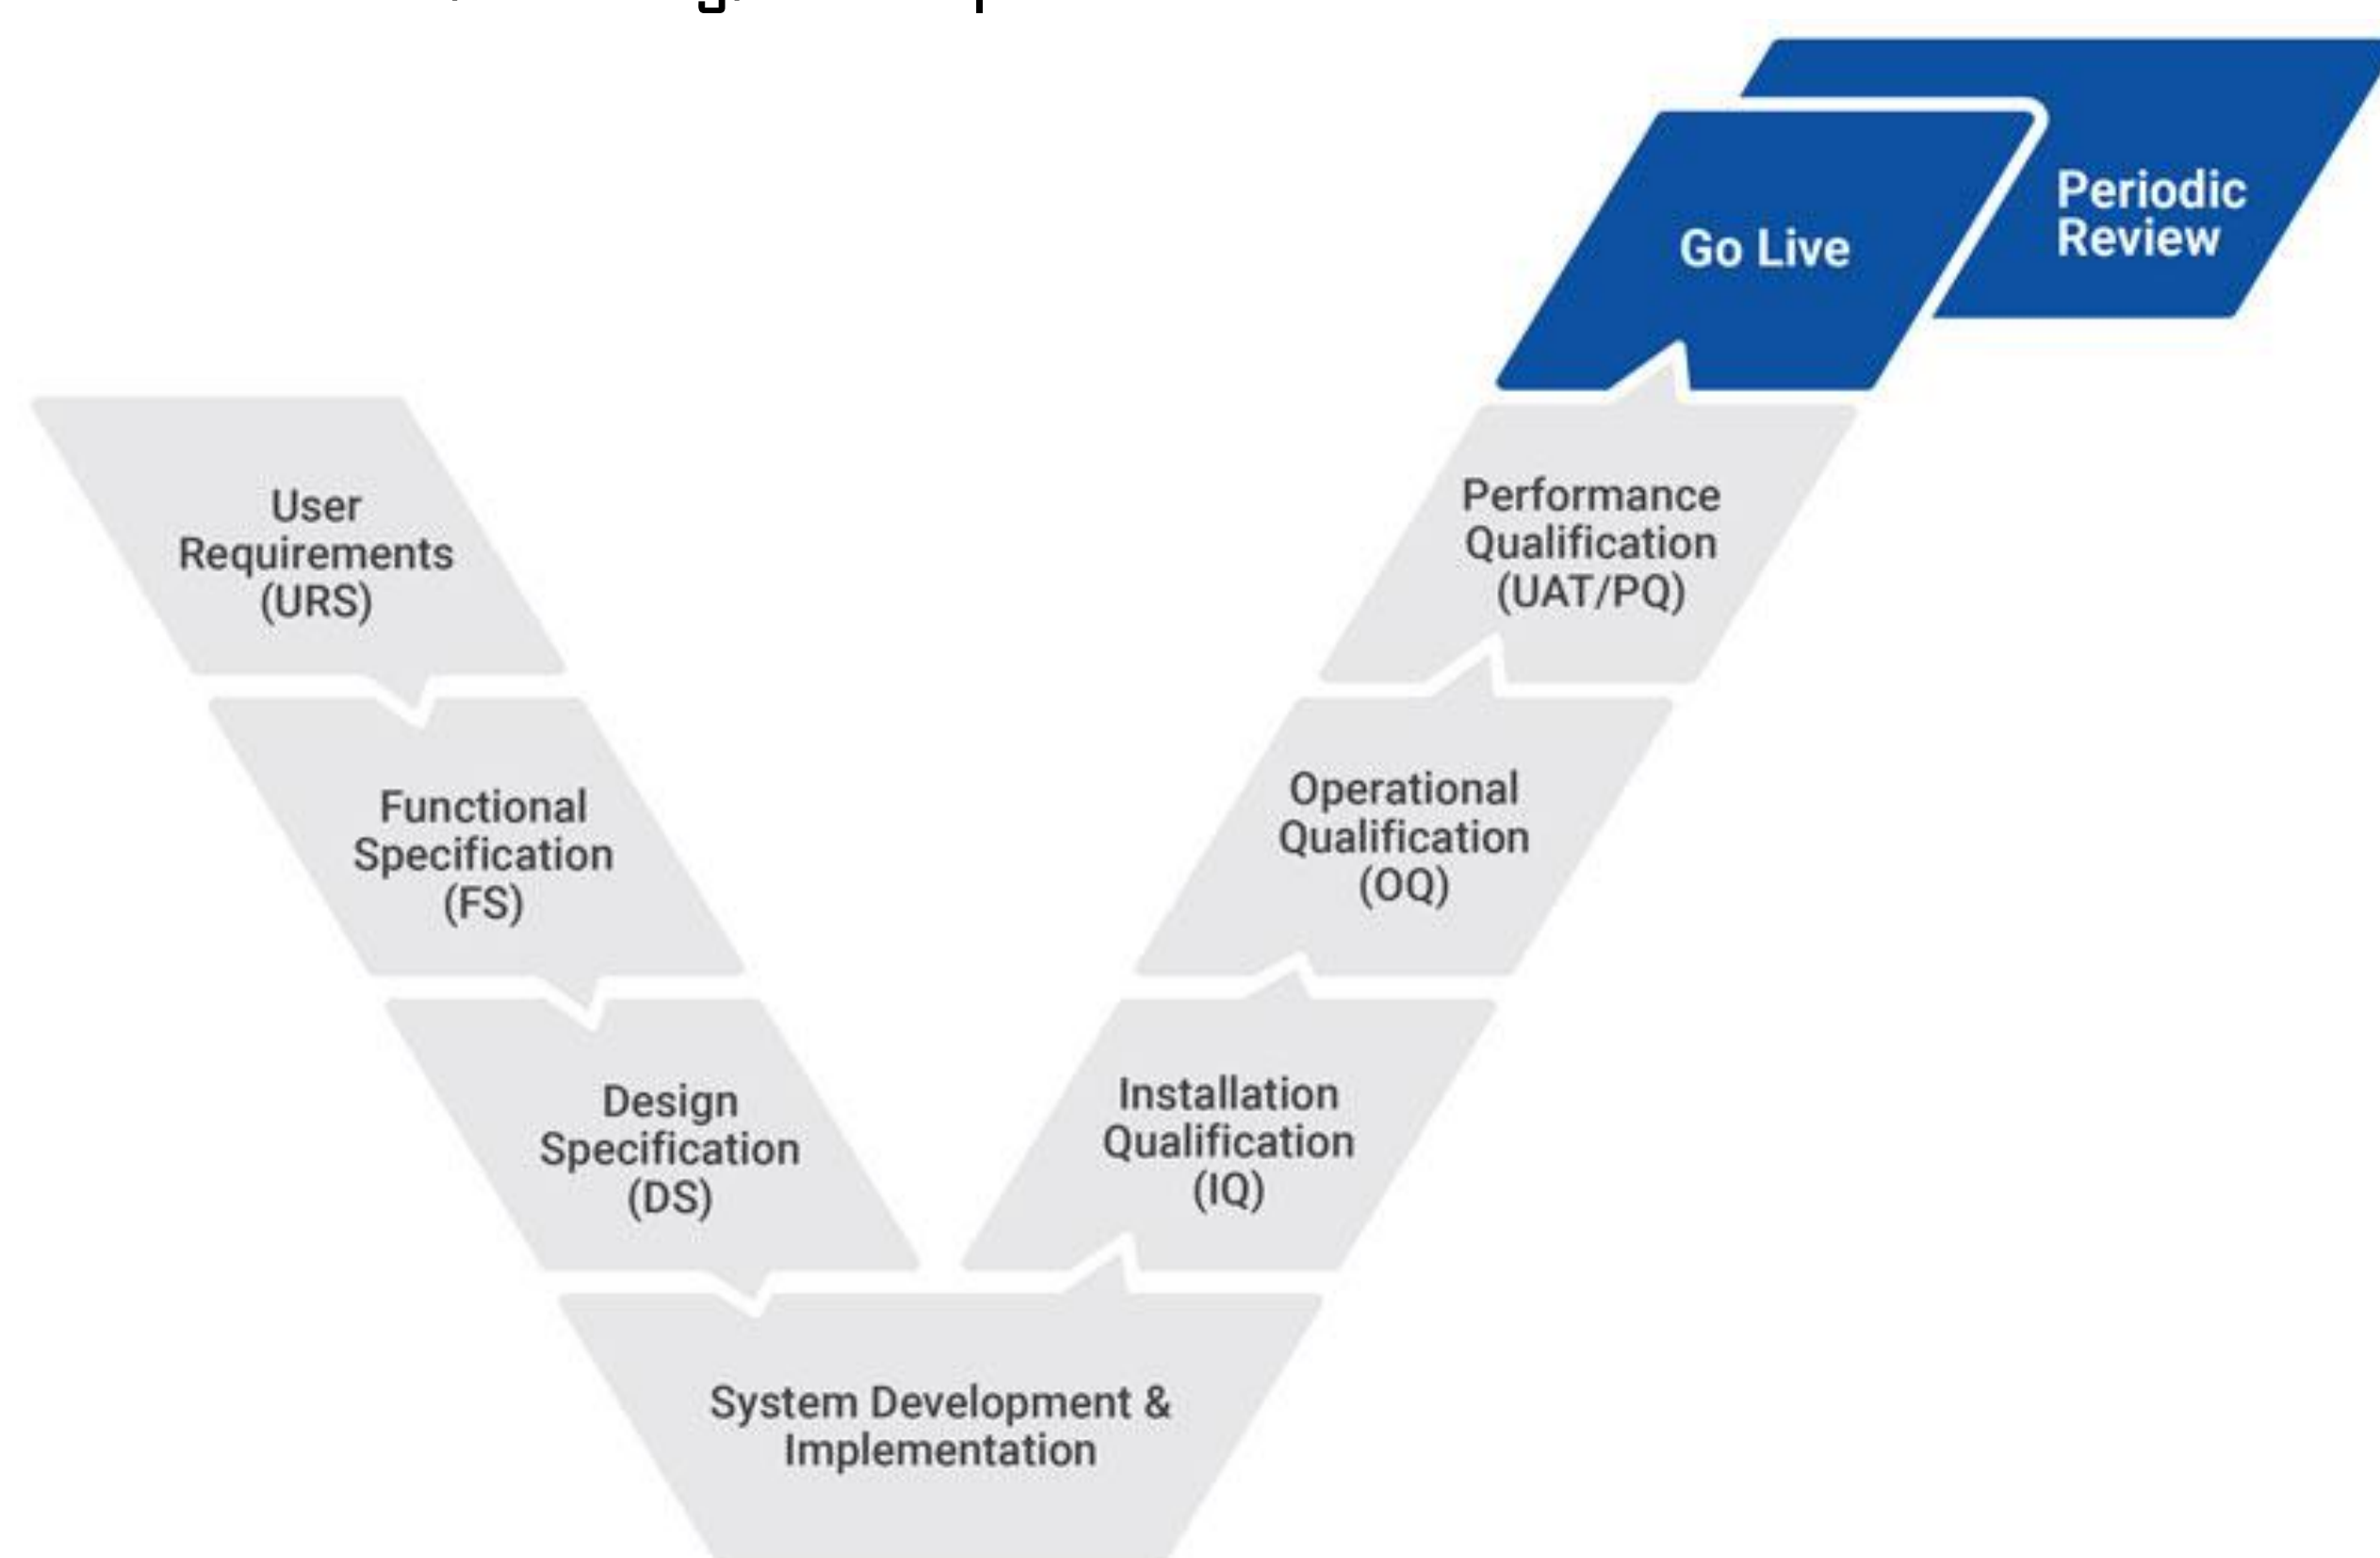 User
Requirements
(URS)
Functional
Specification
(FS)
Design
Specification
(DS)
System Development &
Implementation
Installation
Qualification
(IQ)
Operational
Qualification
(OQ)
Performance
Qualification
(UAT/PQ)
Go Live
Periodic
Review